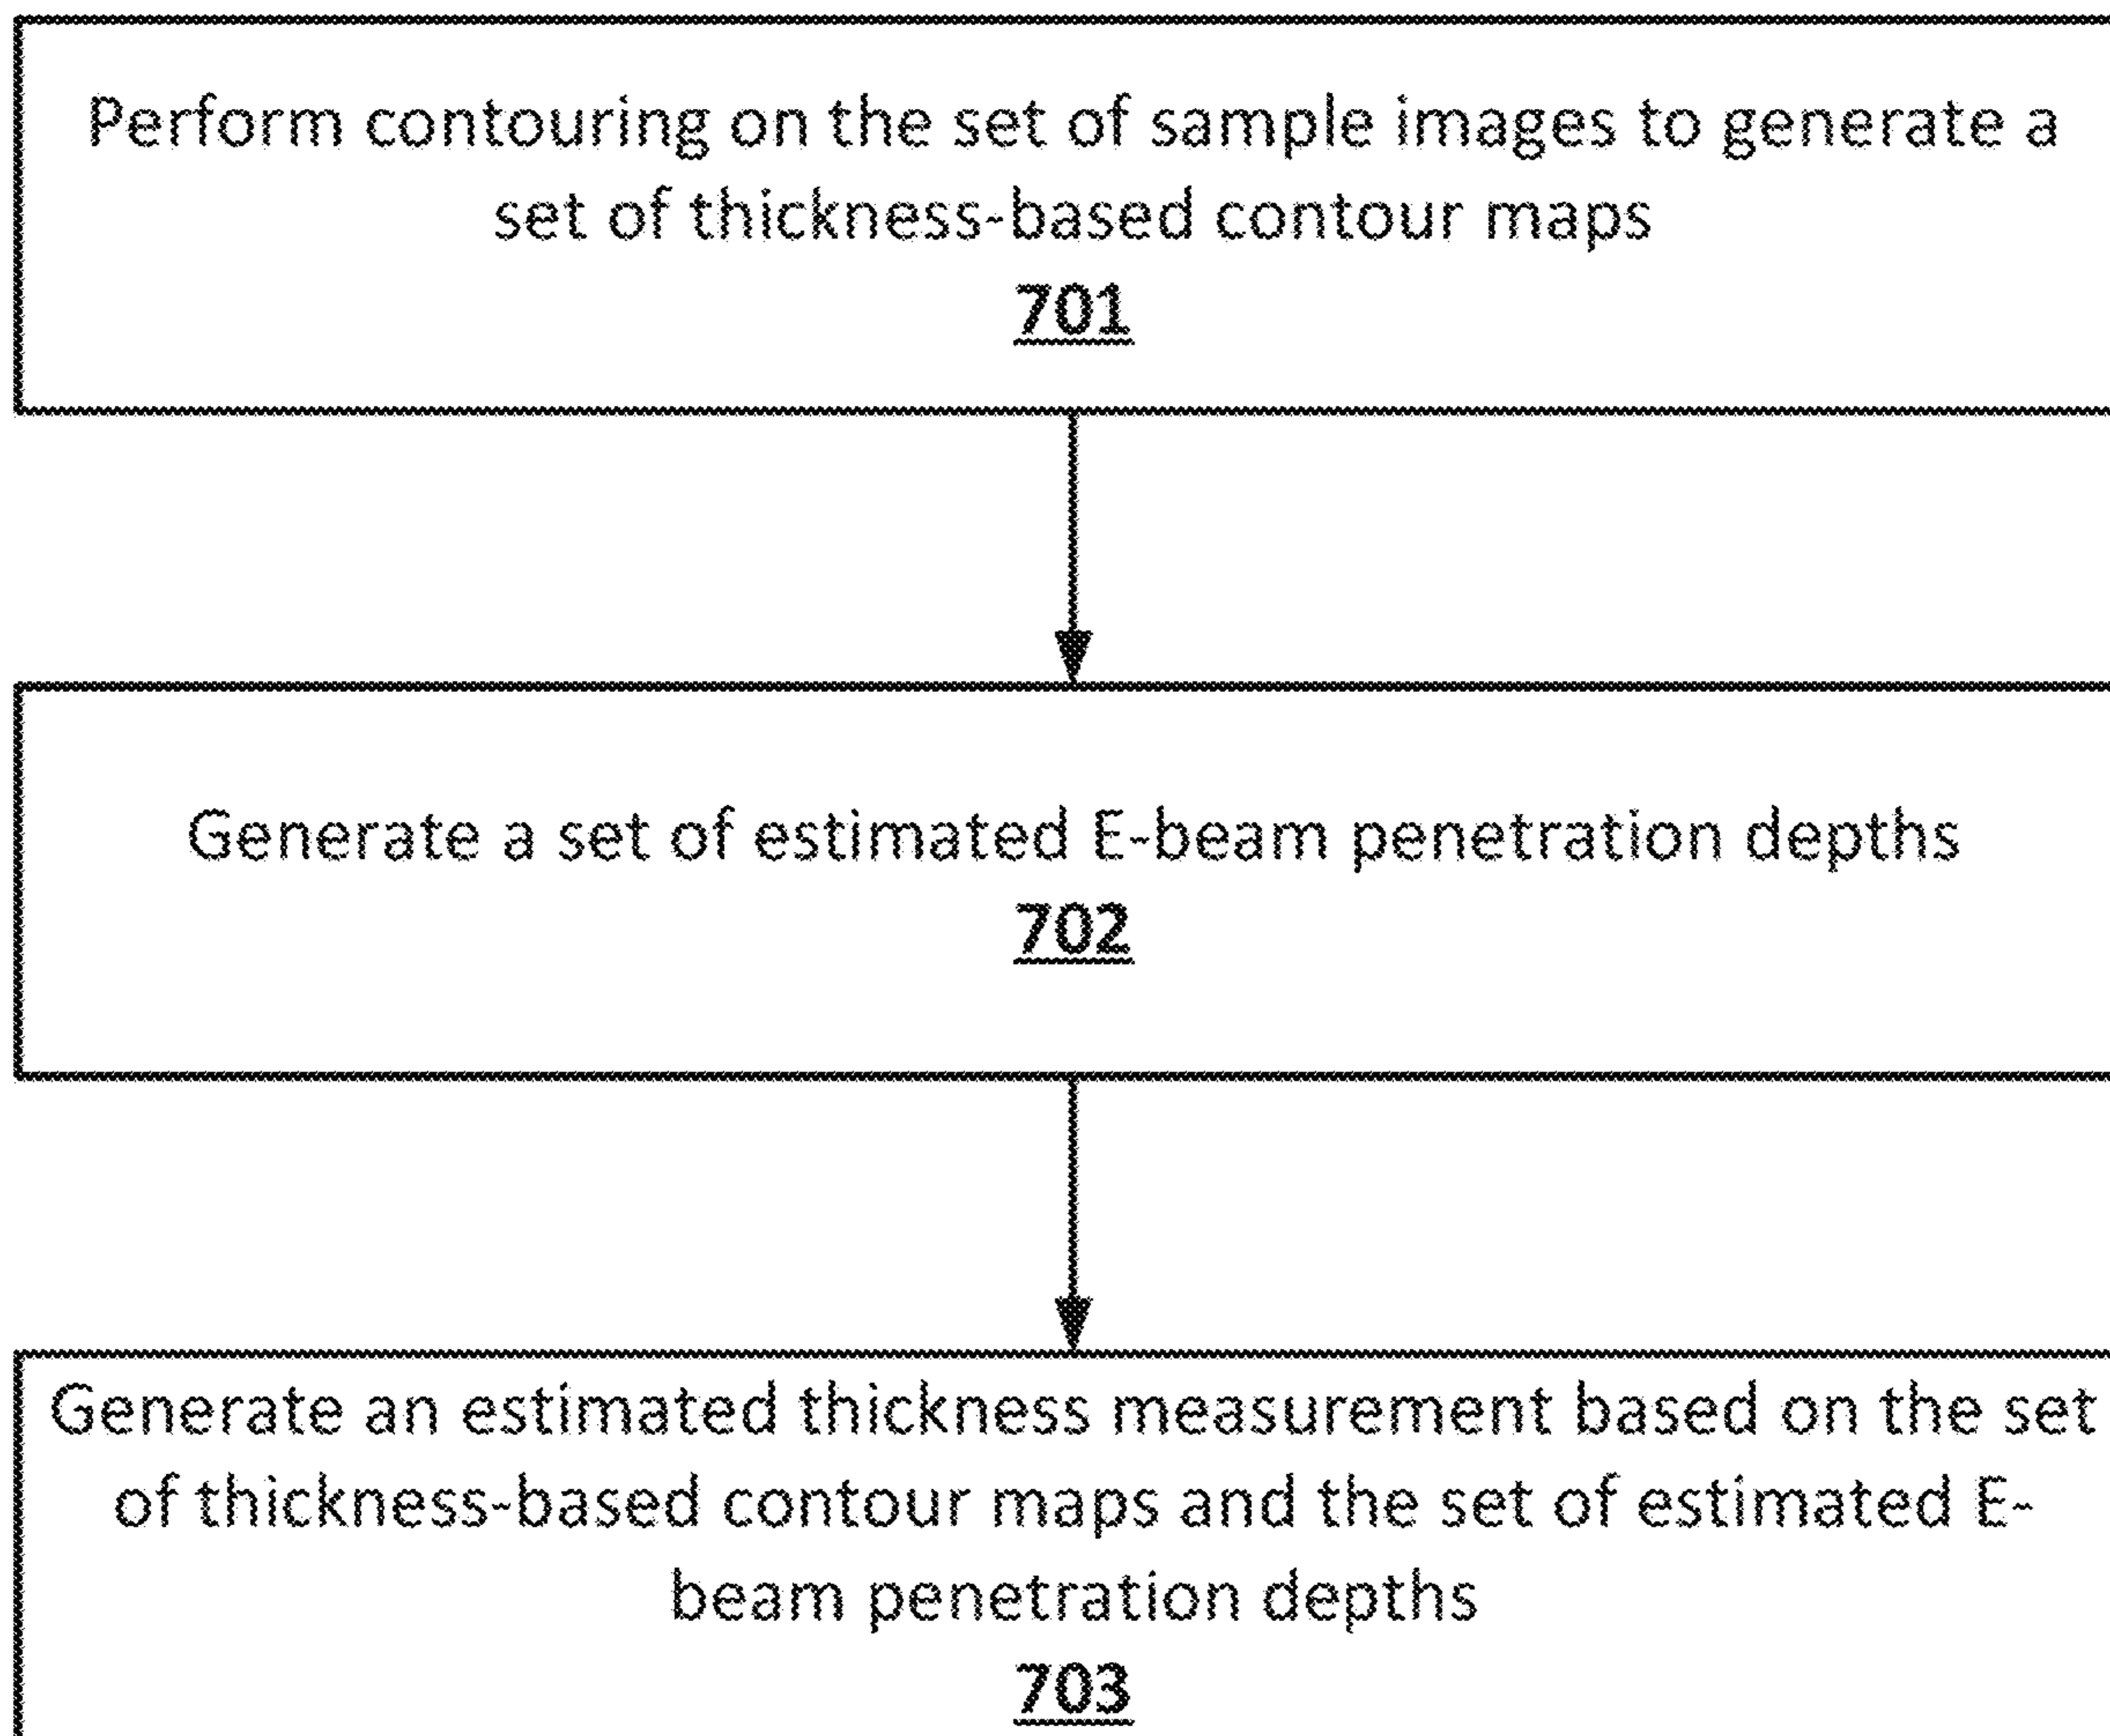 Perform contouring on the set of sample images to generate a
set of thickness-based contour maps
701
Generate a set of estimated E-beam penetration depths
702
Generate an estimated thickness measurement based on the set
of thickness-based contour maps and the set of estimated E-
beam penetration depths
703